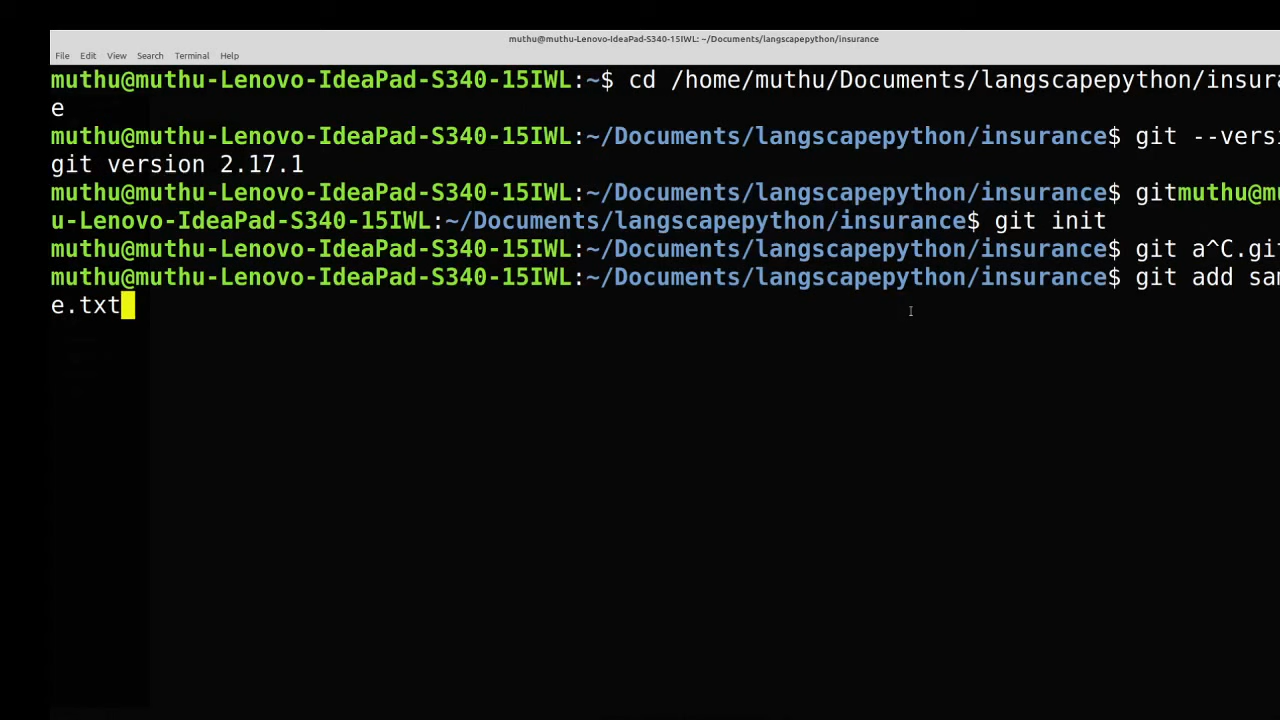 muthu@muthu-Lenovo-IdeaPad-S340-15IWL: ~/Documents/langscapepython/insurance
File Edit View Search Terminal Help
muthu@muthu-Lenovo-IdeaPad-S340-15IWL:~$ cd /home/muthu/Documents/langscapepython/insura
e
muthu@muthu-Lenovo-IdeaPad-S340-15IWL:~/Documents/langscapepython/insurance$ git --versi
git version 2.17.1
muthu@muthu-Lenovo-IdeaPad-S340-15IWL:~/Documents/langscapepython/insurance$ gitmuthu@m
u-Lenovo-IdeaPad-S340-15IWL:~/Documents/langscapepython/insurance$ git init
muthu@muthu-Lenovo-IdeaPad-S340-15IWL:~/Documents/langscapepython/insurance$ git a^C.gi
muthu@muthu-Lenovo-IdeaPad-S340-15IWL:~/Documents/langscapepython/insurance$ git add sa
e.txt